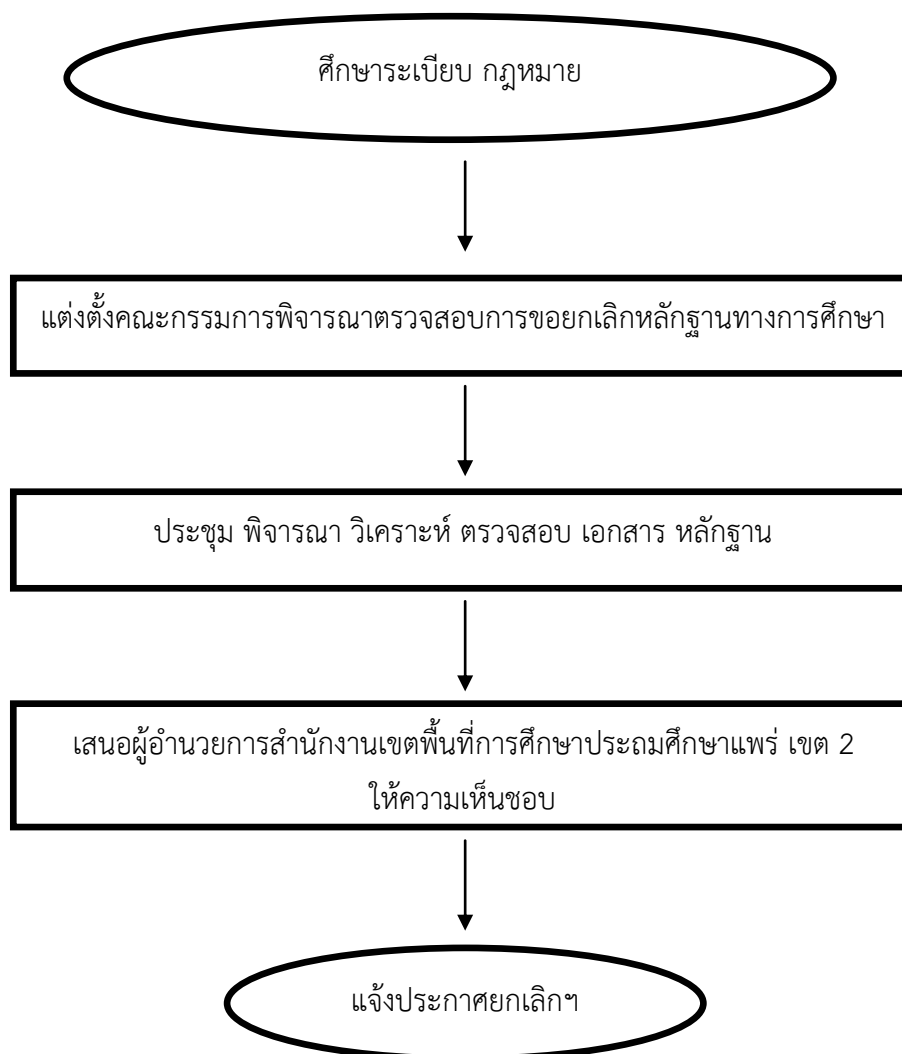 ศึกษาระเบียบ กฎหมาย
แต่งตั้งคณะกรรมการพิจารณาตรวจสอบการขอยกเลิกหลักฐานทางการศึกษา
ประชุม พิจารณา วิเคราะห์ ตรวจสอบ เอกสาร หลักฐาน
เสนอผู้อำนวยการสำนักงานเขตพื้นที่การศึกษาประถมศึกษาแพร่ เขต 2
ให้ความเห็นชอบ
แจ้งประกาศยกเลิกฯ